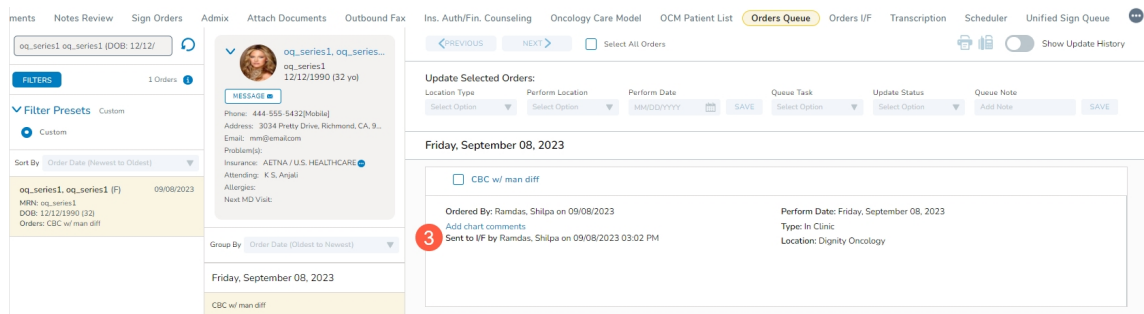 ments Notes Review Sign Orders Admix Attach Documents Outbound Fax Ins. Auth/Fin. Counseling Oncology Care Model OCM Patient List Orders Queue Orders I/F Transcription Scheduler Unified Sign Queue
oq_series1 oq_series1 (DOB: 12/12/
FILTERS 1 Orders
Filter Presets Custom
Custom
Sort By Order Date (Newest to Oldest)
oq_series1, oq_series1 (F) 09/08/2023
MRN: oq_series1
DOB: 12/12/1990 (32)
Orders: CBC w/ man diff
oq_series1, oq_series...
oq_series1
12/12/1990 (32 yo)
MESSAGE
Phone: 444-555-5432[Mobile]
Address: 3034 Pretty Drive, Richmond, CA, 9...
Email: mm@emailcom
Problem(s):
Insurance: AETNA / U.S. HEALTHCARE
Attending: K S, Anjali
Allergies:
Next MD Visit:
Group By Order Date (Oldest to Newest)
Friday, September 08, 2023
CBC w/ man diff
PREVIOUS NEXT Select All Orders Show Update History
Update Selected Orders:
Location Type Perform Location Perform Date Queue Task Update Status Queue Note
Select Option Select Option MM/DD/YYYY SAVE Select Option Select Option Add Note SAVE
Friday, September 08, 2023
CBC w/ man diff
Ordered By: Ramdas, Shilpa on 09/08/2023
Add chart comments
3 Sent to I/F by Ramdas, Shilpa on 09/08/2023 03:02 PM
Perform Date: Friday, September 08, 2023
Type: In Clinic
Location: Dignity Oncology